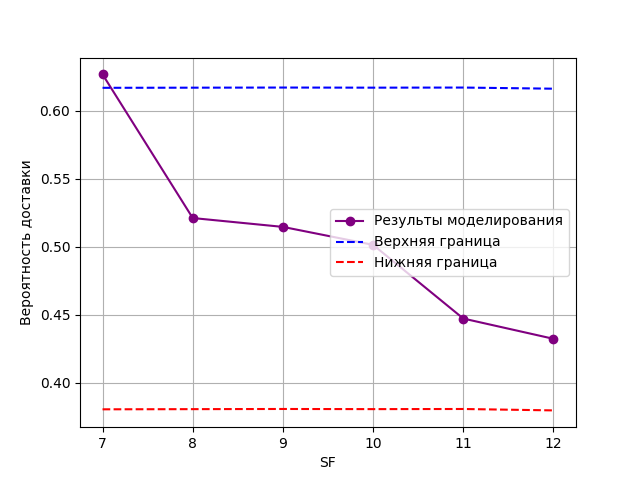 0.60
0.55
0.50
0.45
0.40
Вероятность доставки
Резульы моделирования
Верхняя граница
Нижняя граница
7 8 9 10 11 12
SF